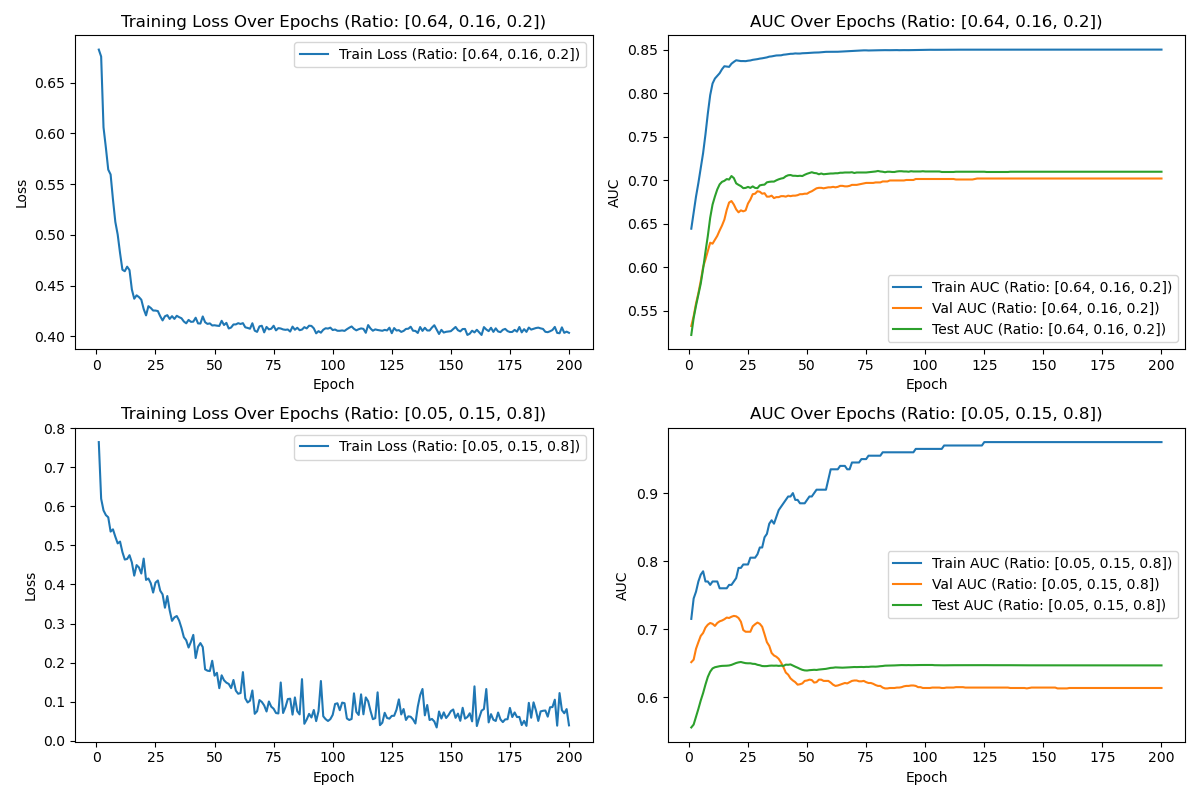 Training Loss Over Epochs (Ratio: [0.64, 0.16, 0.2])
Train Loss (Ratio: [0.64, 0.16, 0.2])
0.65
0.60
0.55
0.50
0.45
0.40
Loss
0 25 50 75 100 125 150 175 200
Epoch
AUC Over Epochs (Ratio: [0.64, 0.16, 0.2])
0.85
0.80
0.75
0.70
0.65
0.60
0.55
AUC
Train AUC (Ratio: [0.64, 0.16, 0.2])
Val AUC (Ratio: [0.64, 0.16, 0.2])
Test AUC (Ratio: [0.64, 0.16, 0.2])
0 25 50 75 100 125 150 175 200
Epoch
Training Loss Over Epochs (Ratio: [0.05, 0.15, 0.8])
Train Loss (Ratio: [0.05, 0.15, 0.8])
0.8
0.7
0.6
0.5
0.4
0.3
0.2
0.1
0.0
Loss
0 25 50 75 100 125 150 175 200
Epoch
AUC Over Epochs (Ratio: [0.05, 0.15, 0.8])
0.9
0.8
0.7
0.6
AUC
Train AUC (Ratio: [0.05, 0.15, 0.8])
Val AUC (Ratio: [0.05, 0.15, 0.8])
Test AUC (Ratio: [0.05, 0.15, 0.8])
0 25 50 75 100 125 150 175 200
Epoch